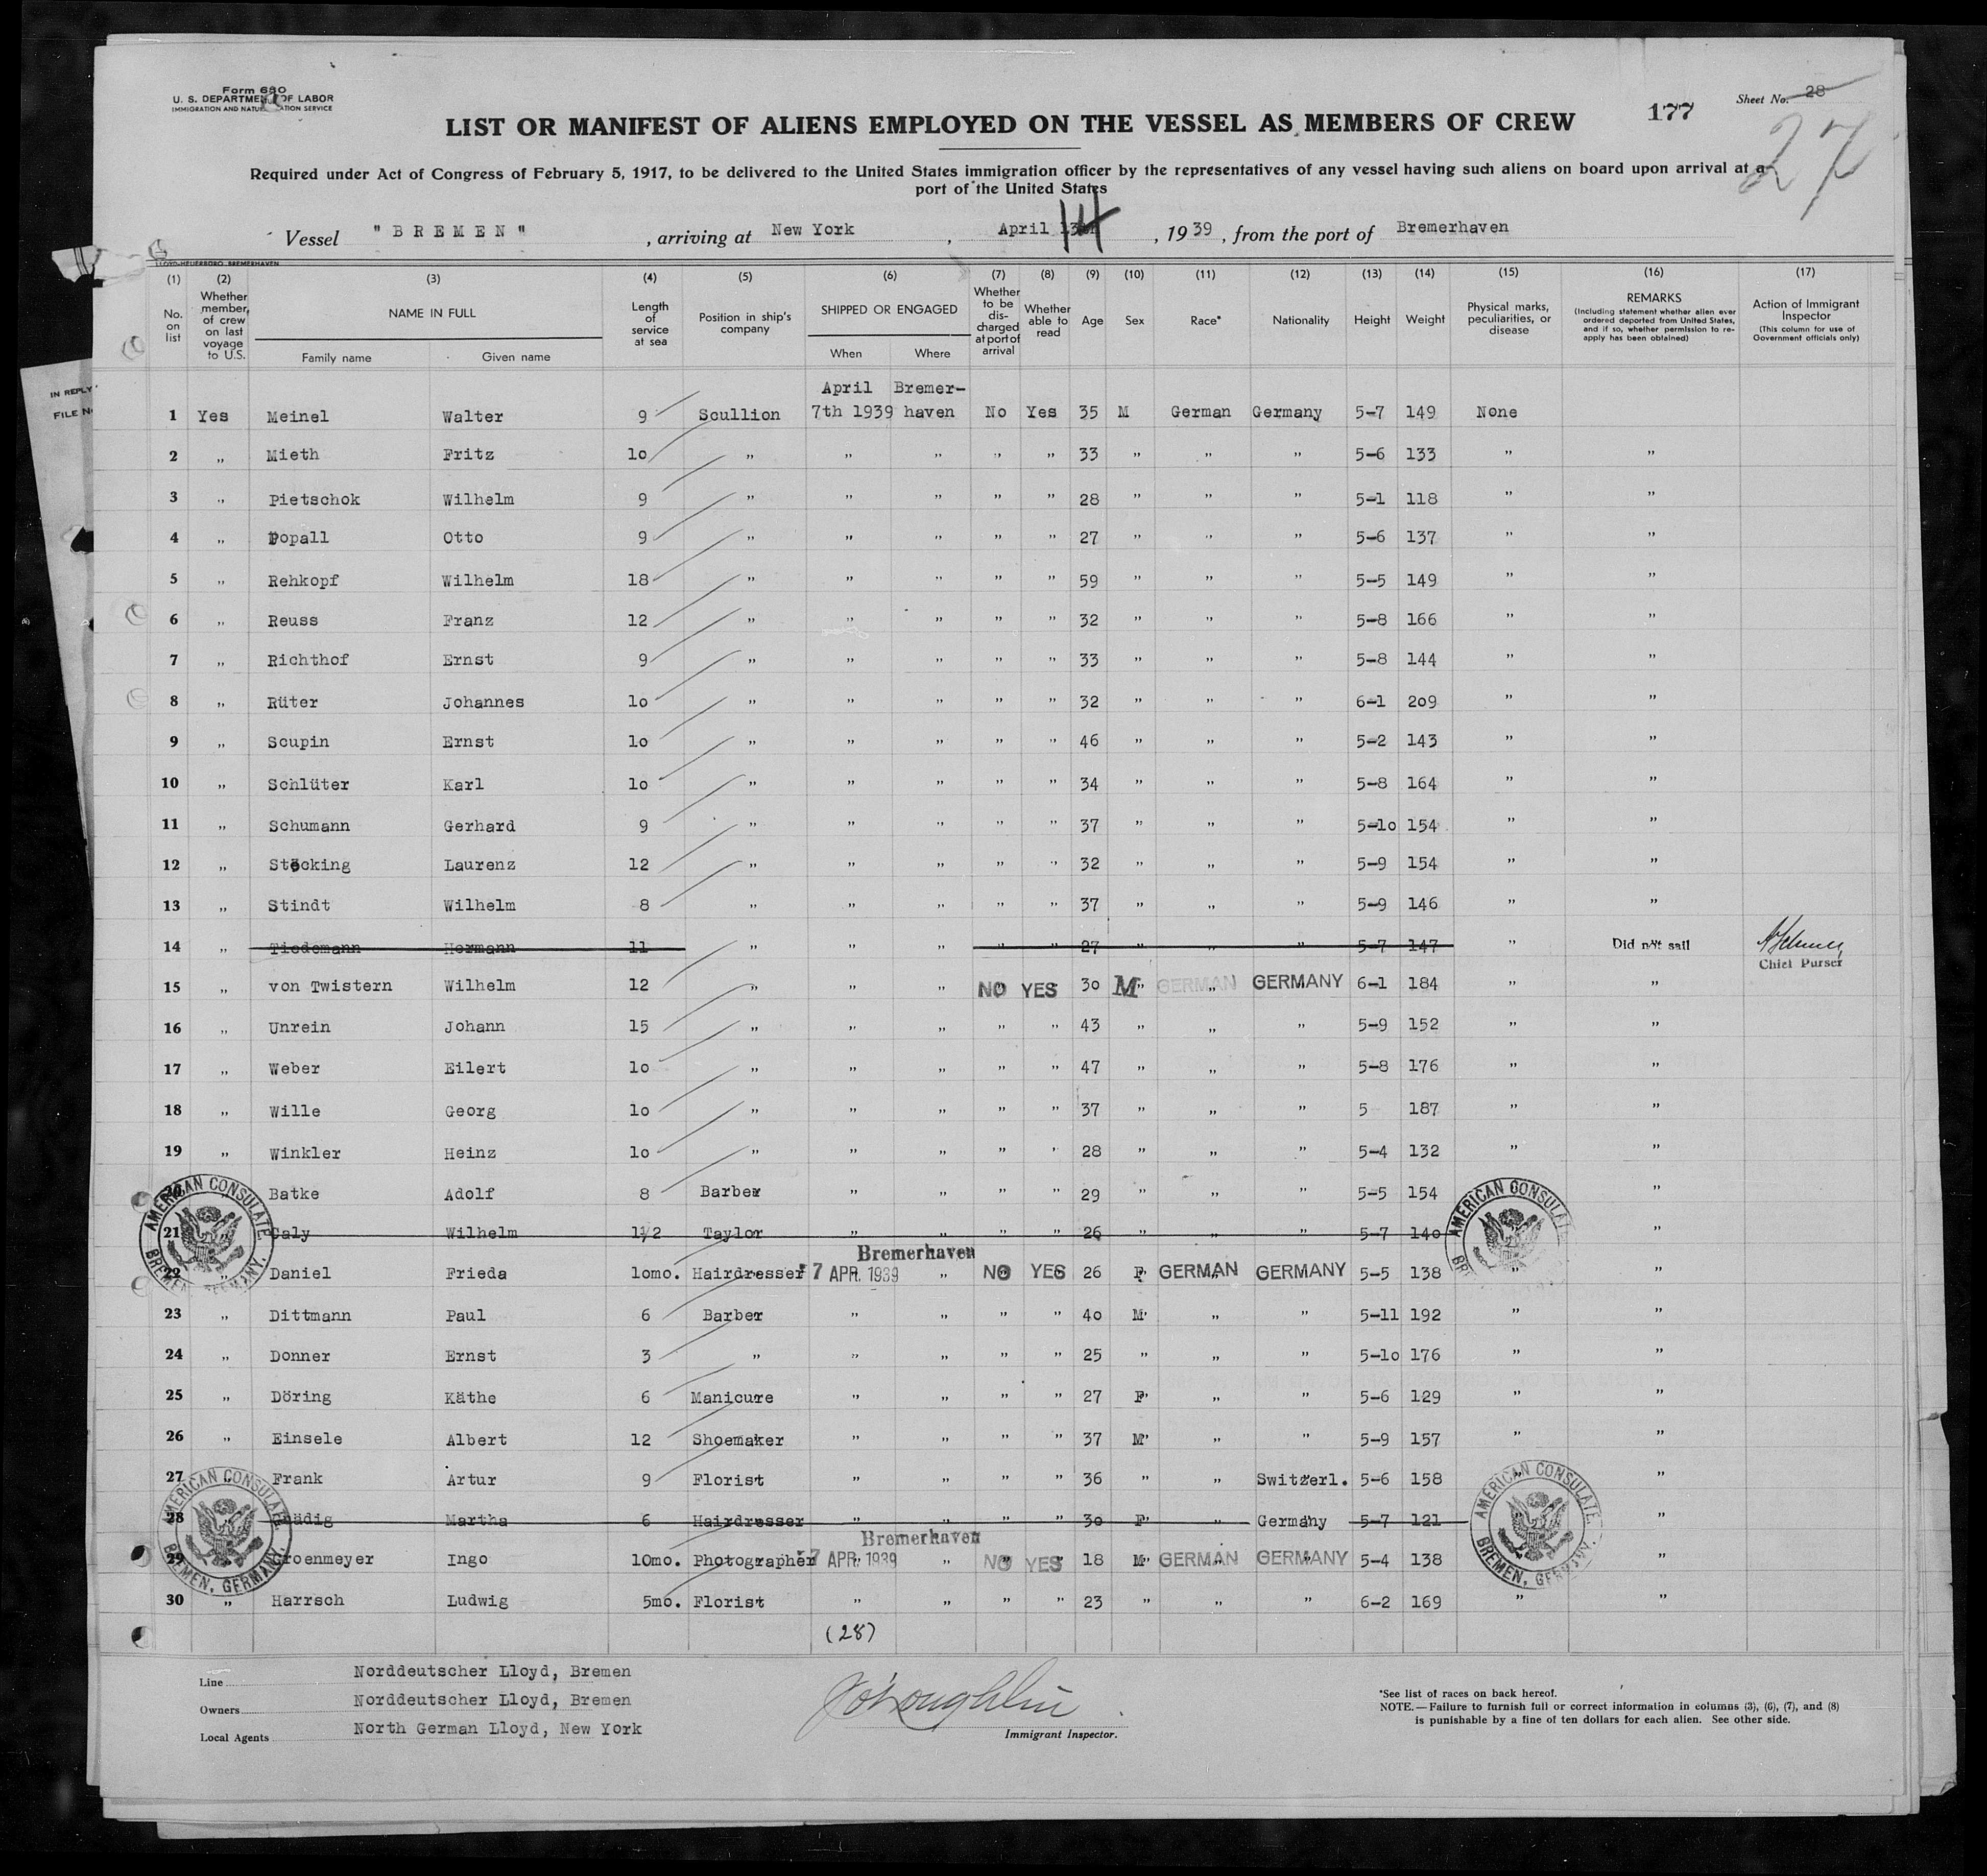 Form 680
U. S. DEPARTMENT OF LABOR
IMMIGRATION AND NATURALIZATION SERVICE
Sheet No. 28
177
27
LIST OR MANIFEST OF ALIENS EMPLOYED ON THE VESSEL AS MEMBERS OF CREW
Required under Act of Congress of February 5, 1917, to be delivered to the United States immigration officer by the representatives of any vessel having such aliens on board upon arrival at a
port of the United States
Vessel "BREMEN", arriving at New York, April 14, 1939, from the port of Bremerhaven
LLOYD-HEUERBÜRO BREMERHAVEN
IN REPLY
FILE N
(1) (2) (3) (4) (5) (6) (7) (8) (9) (10) (11) (12) (13) (14) (15) (16) (17)
No. on list
Whether member of crew on last voyage to U.S.
NAME IN FULL
Family name Given name
Length of service at sea
Position in ship's company
SHIPPED OR ENGAGED
When Where
Whether to be discharged at port of arrival
Whether able to read
Age Sex Race* Nationality Height Weight
Physical marks, peculiarities, or disease
REMARKS
(Including statement whether alien ever ordered deported from United States, and if so, whether permission to re-apply has been obtained)
Action of Immigrant Inspector
(This column for use of Government officials only)
April Bremer-
1 Yes Meinel Walter 9 Scullion 7th 1939 haven No Yes 35 M German Germany 5-7 149 None
2 " Mieth Fritz 10 " " " " " 33 " " " 5-6 133 " "
3 " Pietschok Wilhelm 9 " " " " " 28 " " " 5-1 118 " "
4 " Popall Otto 9 " " " " " 27 " " " 5-6 137 " "
5 " Rehkopf Wilhelm 18 " " " " " 59 " " " 5-5 149 " "
6 " Reuss Franz 12 " " " " " 32 " " " 5-8 166 " "
7 " Richthof Ernst 9 " " " " " 33 " " " 5-8 144 " "
8 " Rüter Johannes 10 " " " " " 32 " " " 6-1 209 " "
9 " Scupin Ernst 10 " " " " " 46 " " " 5-2 143 " "
10 " Schlüter Karl 10 " " " " " 34 " " " 5-8 164 " "
11 " Schumann Gerhard 9 " " " " " 37 " " " 5-10 154 " "
12 " Stöcking Laurenz 12 " " " " " 32 " " " 5-9 154 " "
13 " Stindt Wilhelm 8 " " " " " 37 " " " 5-9 146 " "
14 " Tiedemann Hermann 11 " " " " " 27 " " " 5-7 147 " Did not sail
Chief Purser
15 " von Twistern Wilhelm 12 " " " NO YES 30 M GERMAN GERMANY 6-1 184 " "
16 " Unrein Johann 15 " " " " " 43 " " " 5-9 152 " "
17 " Weber Eilert 10 " " " " " 47 " " " 5-8 176 " "
18 " Wille Georg 10 " " " " " 37 " " " 5 187 " "
19 " Winkler Heinz 10 " " " " " 28 " " " 5-4 132 " "
20 Batke Adolf 8 Barber " " " " 29 " " " 5-5 154 "
21 Caly Wilhelm 1 1/2 Taylor " " " 26 " " " 5-7 140 "
Bremerhaven
22 " Daniel Frieda 10mo. Hairdresser 7 APR. 1939 " NO YES 26 F GERMAN GERMANY 5-5 138 " "
23 " Dittmann Paul 6 Barber " " " " 40 M " " 5-11 192 " "
24 " Donner Ernst 3 " " " " " 25 " " " 5-10 176 " "
25 " Döring Käthe 6 Manicure " " " " 27 F " " 5-6 129 " "
26 " Einsele Albert 12 Shoemaker " " " " 37 M " " 5-9 157 " "
27 Frank Artur 9 Florist " " " " 36 " " Switzerl. 5-6 158 " "
28 Martha 6 Hairdresser " " " " 30 F " Germany 5-7 121 "
Bremerhaven
29 Groenmeyer Ingo 10mo. Photographer 7 APR. 1939 " NO YES 18 M GERMAN GERMANY 5-4 138 "
30 " Harrsch Ludwig 5mo. Florist " " " " 23 " " " 6-2 169 " "
AMERICAN CONSULATE. BREMEN, GERMANY.
AMERICAN CONSULATE
AMERICAN CONSULATE. BREMEN, GERMANY.
AMERICAN CONSULATE. BREMEN, GERMANY.
(28)
Line Norddeutscher Lloyd, Bremen
Owners Norddeutscher Lloyd, Bremen
Local Agents North German Lloyd, New York
Immigrant Inspector.
*See list of races on back hereof.
NOTE.—Failure to furnish full or correct information in columns (3), (6), (7), and (8)
is punishable by a fine of ten dollars for each alien. See other side.